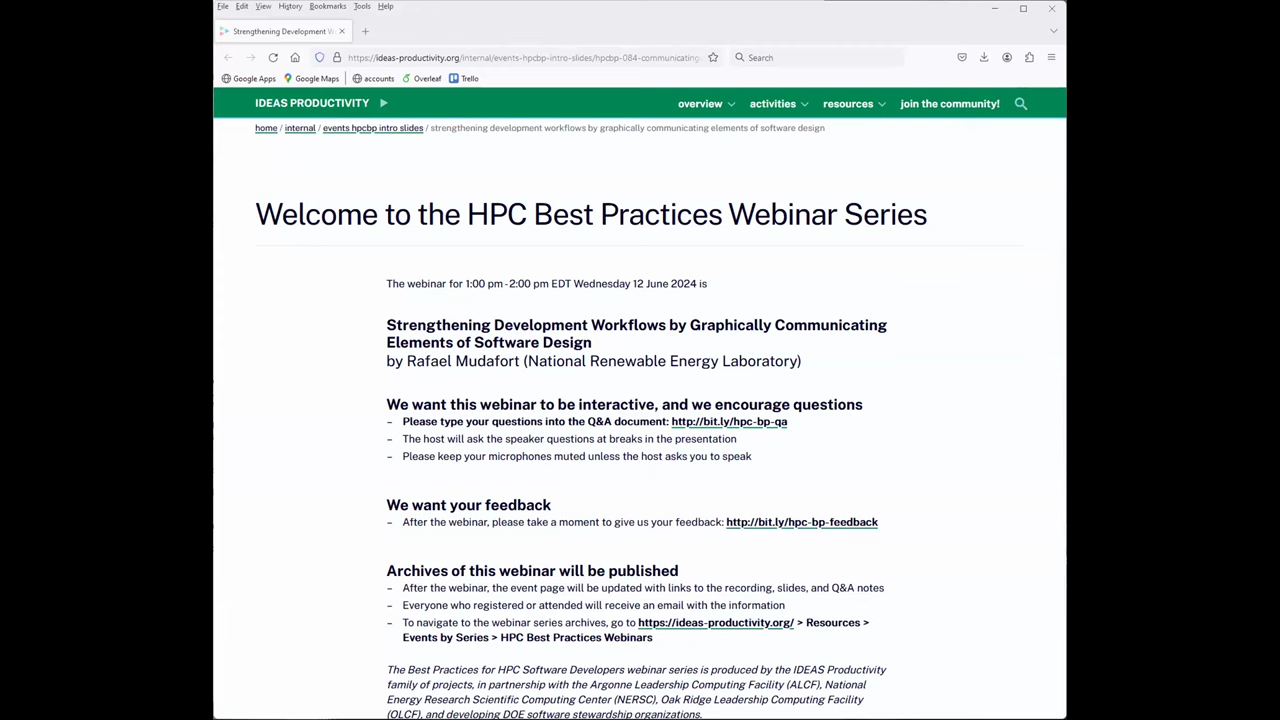 File Edit View History Bookmarks Tools Help
Strengthening Development W
https://ideas-productivity.org/internal/events-hpcbp-intro-slides/hpcbp-084-communicating
Search
Google Apps Google Maps accounts Overleaf Trello
IDEAS PRODUCTIVITY overview activities resources join the community!
home / internal / events hpcbp intro slides / strengthening development workflows by graphically communicating elements of software design
Welcome to the HPC Best Practices Webinar Series
The webinar for 1:00 pm - 2:00 pm EDT Wednesday 12 June 2024 is
Strengthening Development Workflows by Graphically Communicating
Elements of Software Design
by Rafael Mudafort (National Renewable Energy Laboratory)
We want this webinar to be interactive, and we encourage questions
– Please type your questions into the Q&A document: http://bit.ly/hpc-bp-qa
– The host will ask the speaker questions at breaks in the presentation
– Please keep your microphones muted unless the host asks you to speak
We want your feedback
– After the webinar, please take a moment to give us your feedback: http://bit.ly/hpc-bp-feedback
Archives of this webinar will be published
– After the webinar, the event page will be updated with links to the recording, slides, and Q&A notes
– Everyone who registered or attended will receive an email with the information
– To navigate to the webinar series archives, go to https://ideas-productivity.org/ > Resources >
Events by Series > HPC Best Practices Webinars
The Best Practices for HPC Software Developers webinar series is produced by the IDEAS Productivity
family of projects, in partnership with the Argonne Leadership Computing Facility (ALCF), National
Energy Research Scientific Computing Center (NERSC), Oak Ridge Leadership Computing Facility
(OLCF), and developing DOE software stewardship organizations.